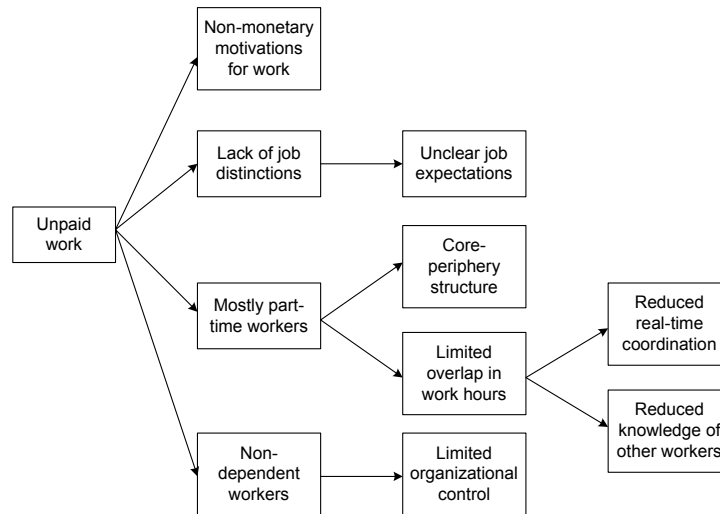 Non-monetary
motivations
for work
Lack of job
distinctions
Unclear job
expectations
Unpaid
work
Core-
periphery
structure
Mostly part-
time workers
Reduced
real-time
coordination
Limited
overlap in
work hours
Reduced
knowledge of
other workers
Non-
dependent
workers
Limited
organizational
control